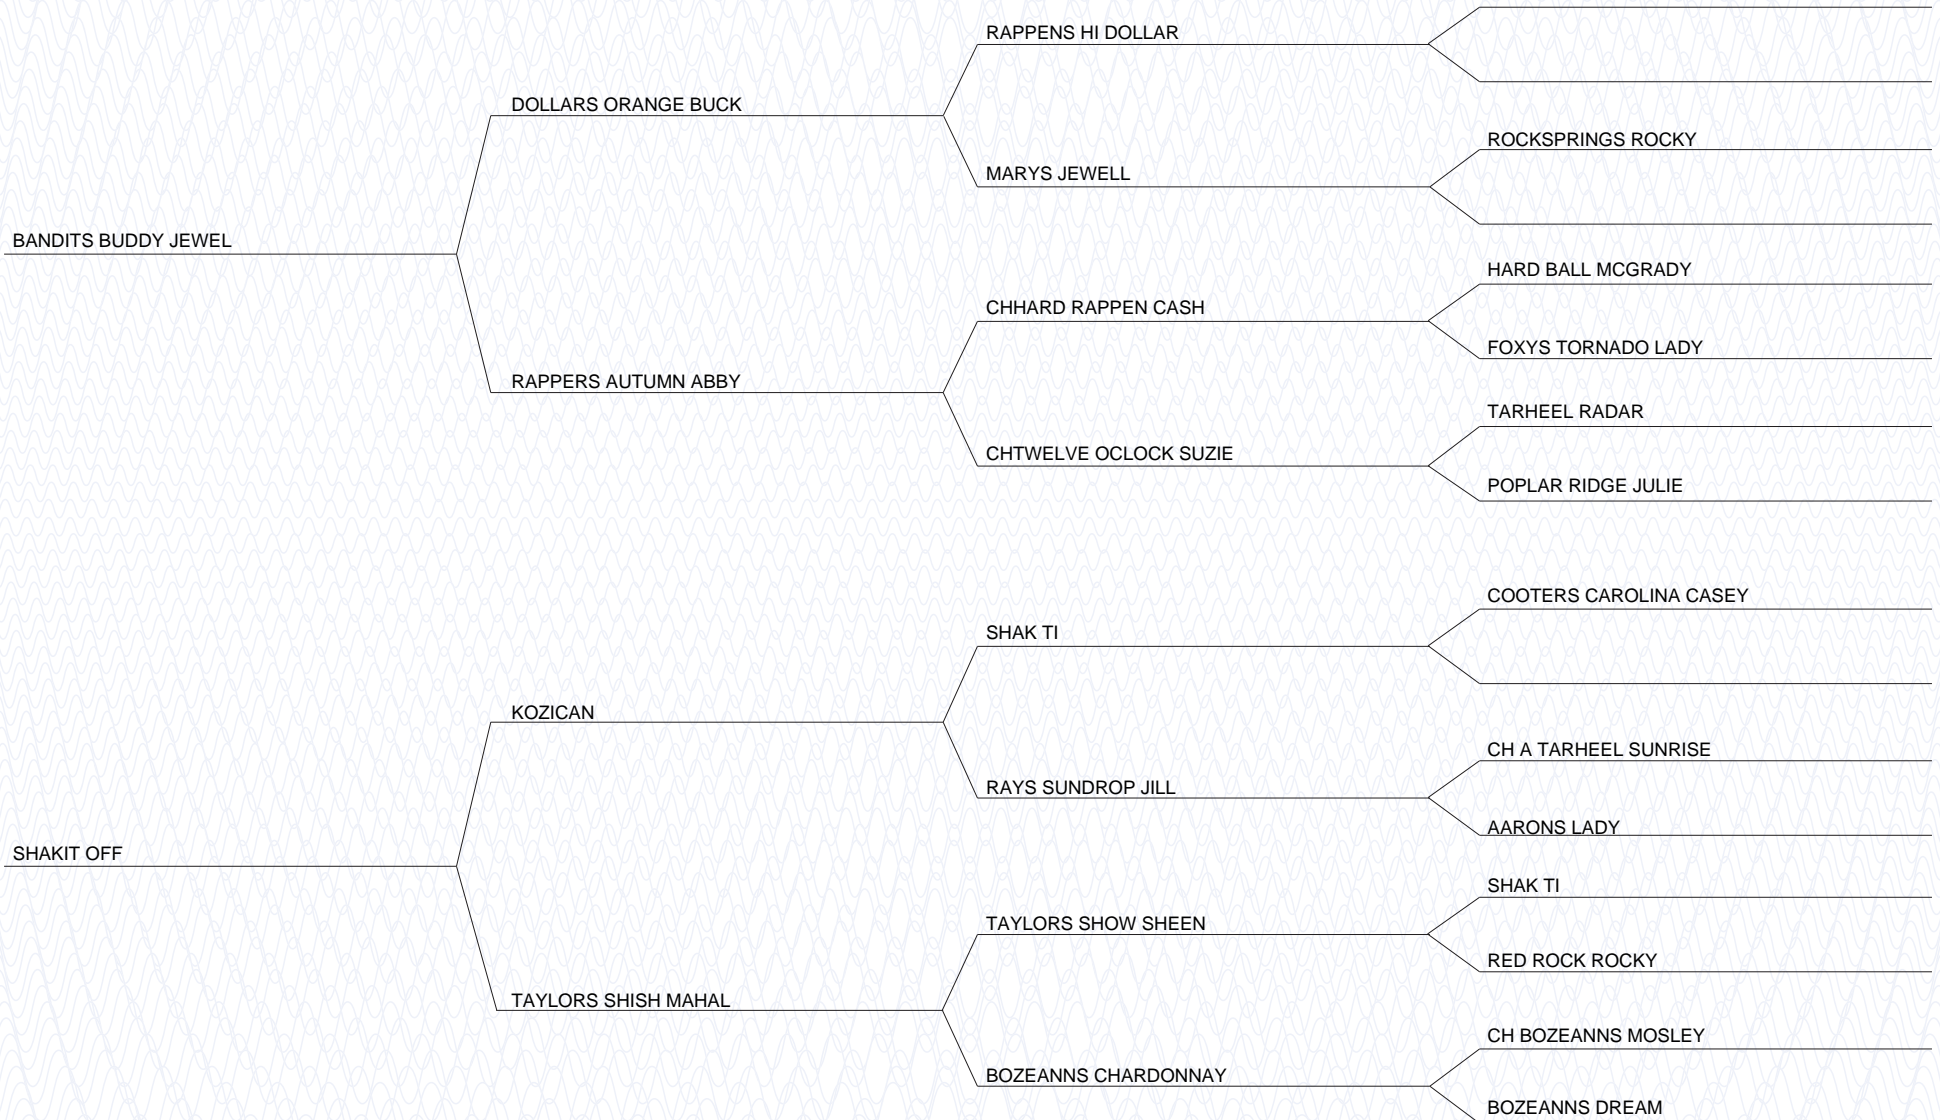 RAPPENS HI DOLLAR
DOLLARS ORANGE BUCK
ROCKSPRINGS ROCKY
MARYS JEWELL
BANDITS BUDDY JEWEL
HARD BALL MCGRADY
CHHARD RAPPEN CASH
FOXYS TORNADO LADY
RAPPERS AUTUMN ABBY
TARHEEL RADAR
CHTWELVE OCLOCK SUZIE
POPLAR RIDGE JULIE
COOTERS CAROLINA CASEY
SHAK TI
KOZICAN
CH A TARHEEL SUNRISE
RAYS SUNDROP JILL
AARONS LADY
SHAKIT OFF
SHAK TI
TAYLORS SHOW SHEEN
RED ROCK ROCKY
TAYLORS SHISH MAHAL
CH BOZEANNS MOSLEY
BOZEANNS CHARDONNAY
BOZEANNS DREAM